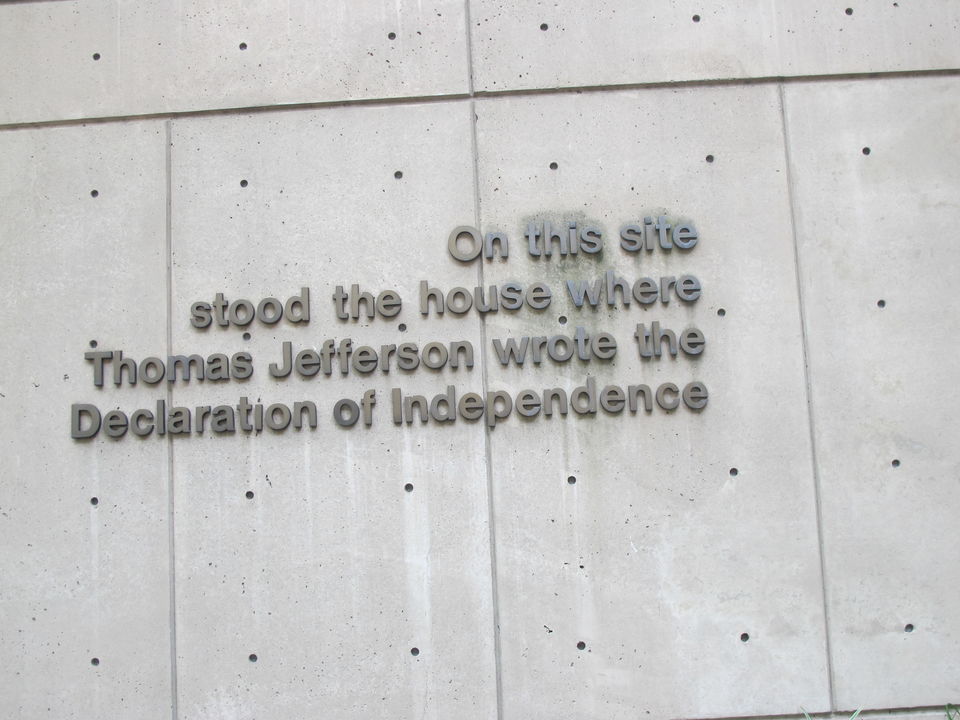 On this site
stood the house where
Thomas Jefferson wrote the
Declaration of Independence